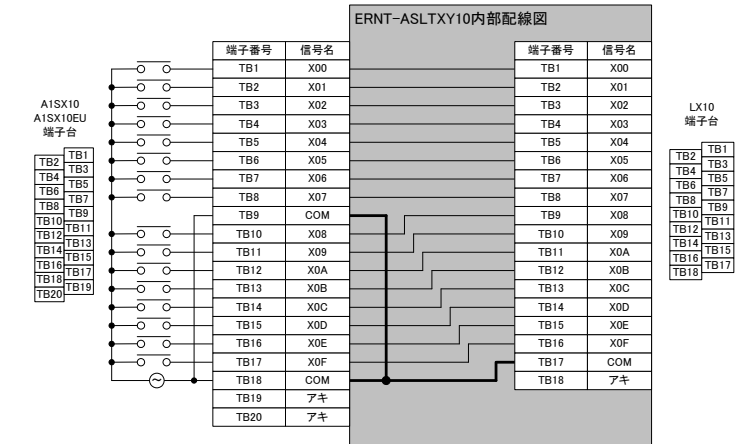 ERNT-ASLTXY10内部配線図
端子番号 信号名 端子番号 信号名
TB1 X00 TB1 X00
TB2 X01 TB2 X01
TB3 X02 TB3 X02
TB4 X03 TB4 X03
TB5 X04 TB5 X04
TB6 X05 TB6 X05
TB7 X06 TB7 X06
TB8 X07 TB8 X07
TB9 COM TB9 X08
TB10 X08 TB10 X09
TB11 X09 TB11 X0A
TB12 X0A TB12 X0B
TB13 X0B TB13 X0C
TB14 X0C TB14 X0D
TB15 X0D TB15 X0E
TB16 X0E TB16 X0F
TB17 X0F TB17 COM
TB18 COM TB18 アキ
TB19 アキ
TB20 アキ
A1SX10
A1SX10EU
端子台
TB1
TB2
TB3
TB4
TB5
TB6
TB7
TB8
TB9
TB10
TB11
TB12
TB13
TB14
TB15
TB16
TB17
TB18
TB19
TB20
LX10
端子台
TB1
TB2
TB3
TB4
TB5
TB6
TB7
TB8
TB9
TB10
TB11
TB12
TB13
TB14
TB15
TB16
TB17
TB18